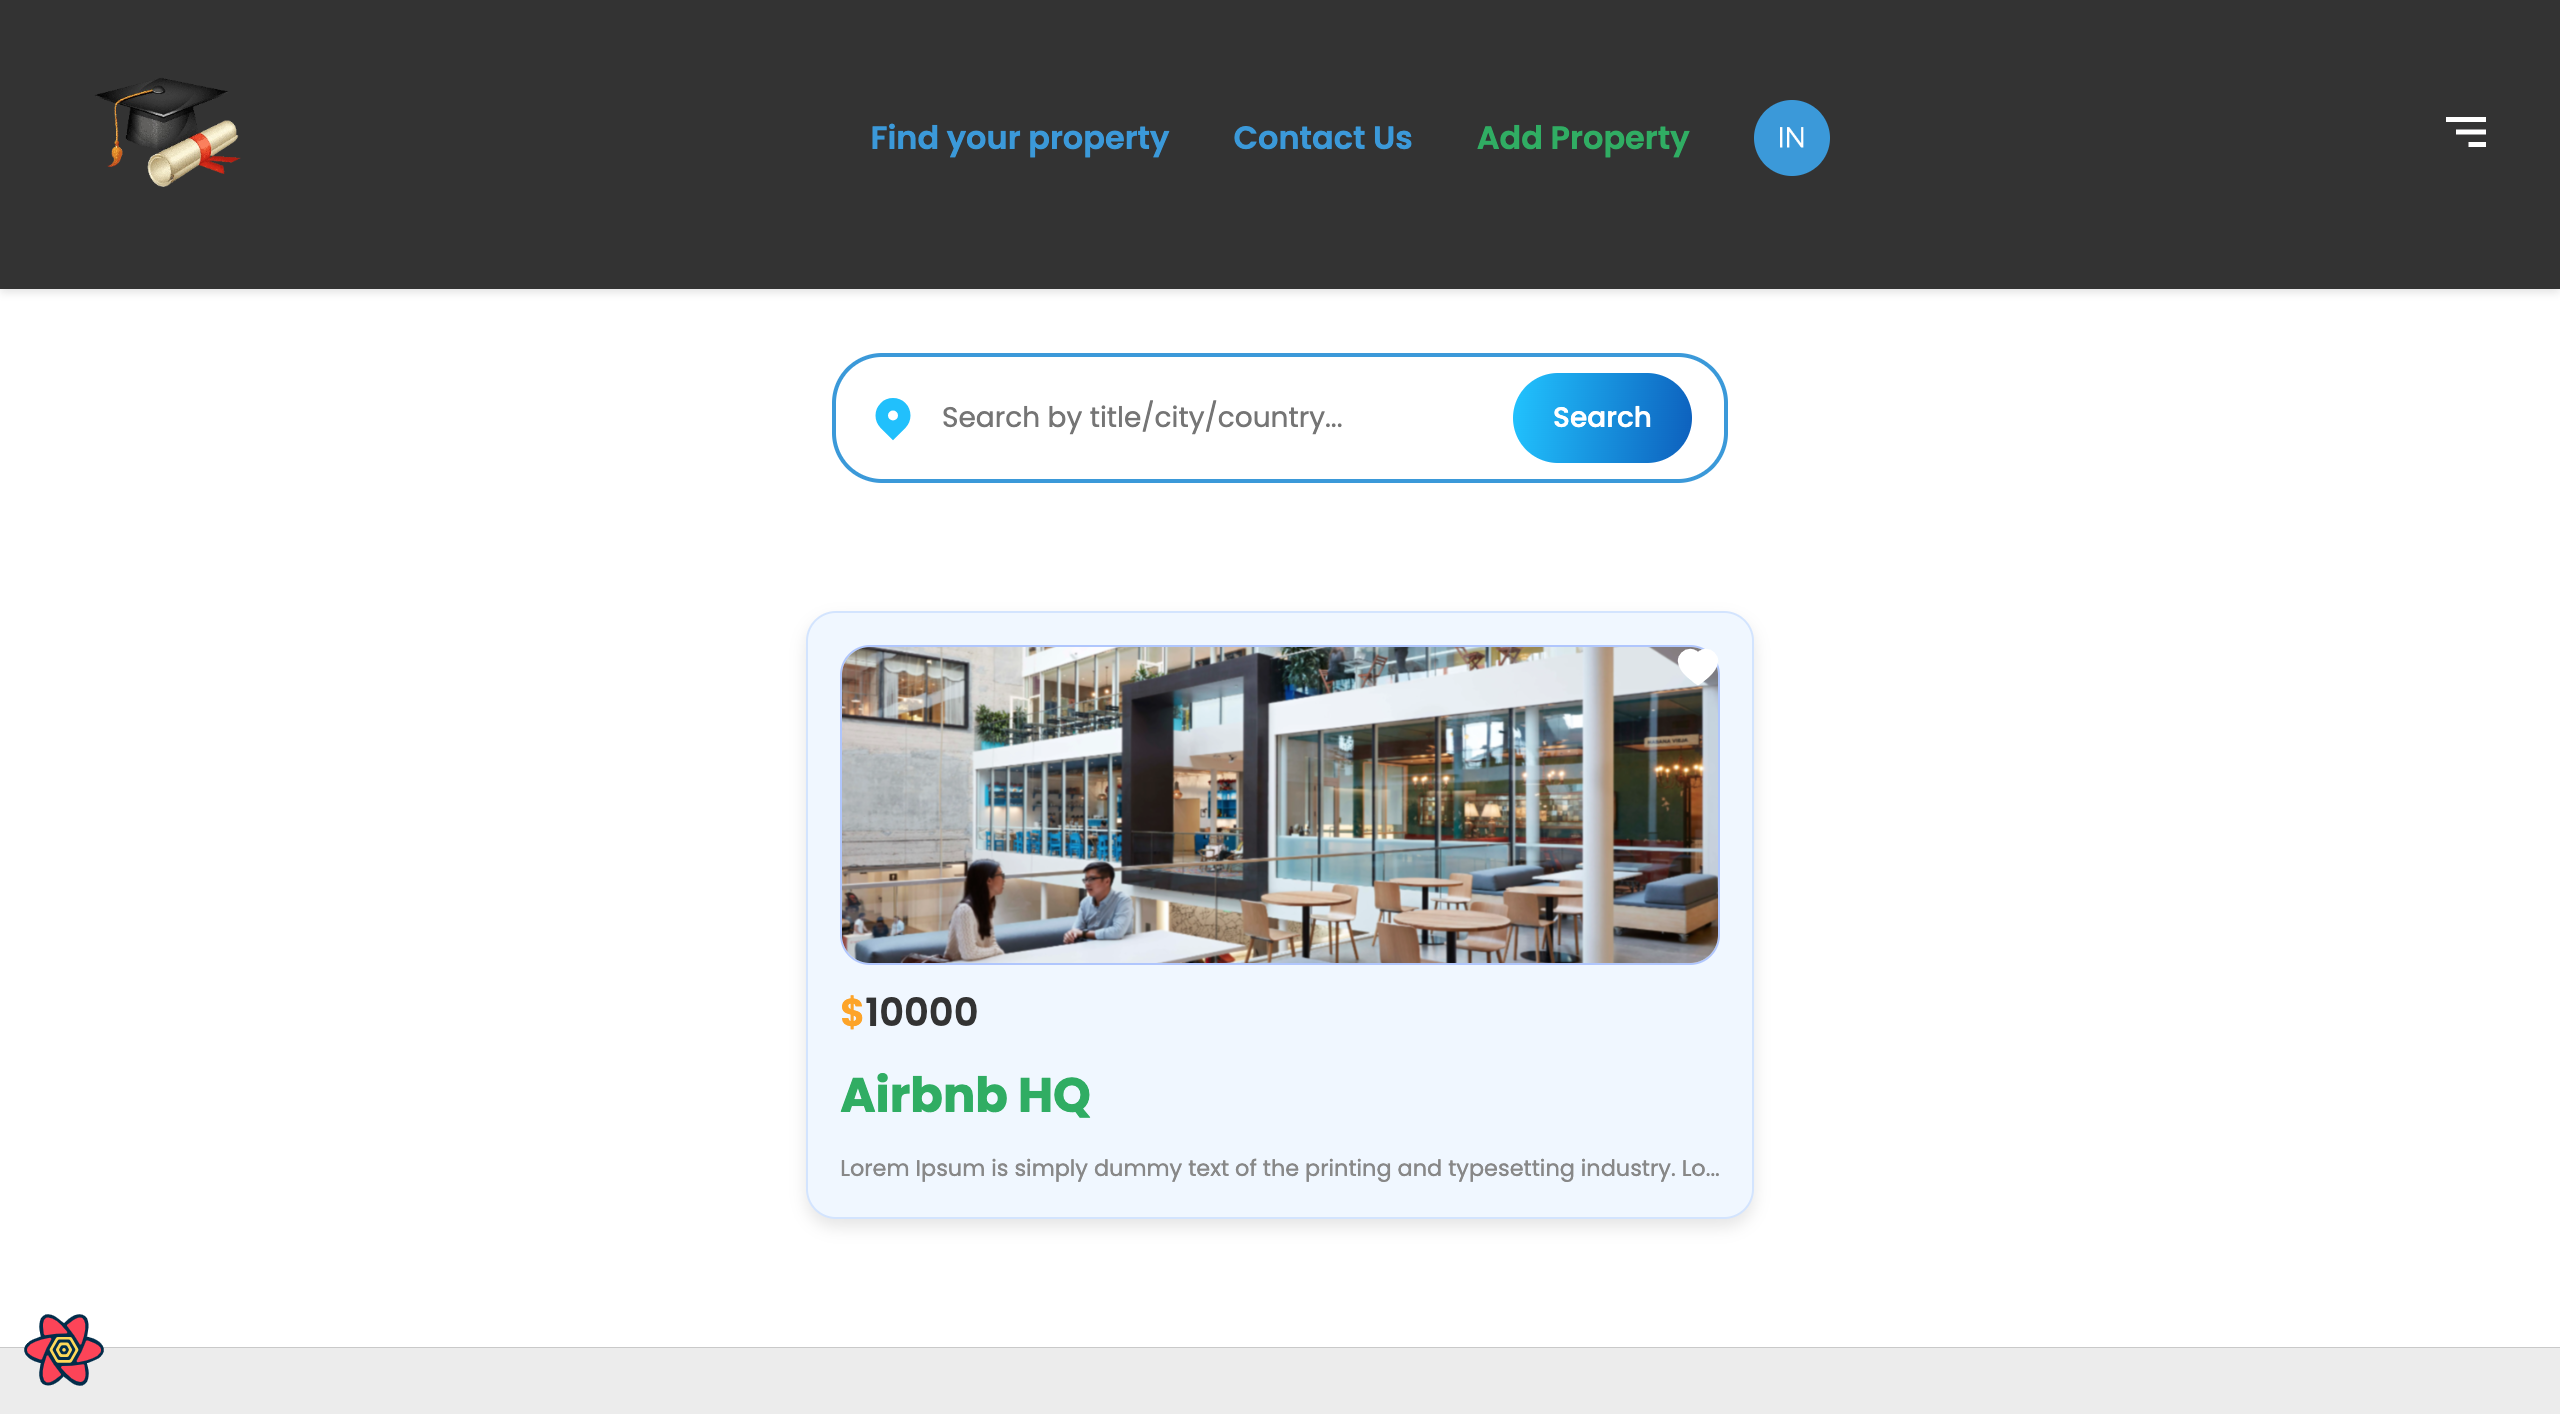 Find your property
Contact Us
Add Property
IN
Search by title/city/country...
Search
$10000
Airbnb HQ
Lorem Ipsum is simply dummy text of the printing and typesetting industry. Lo...